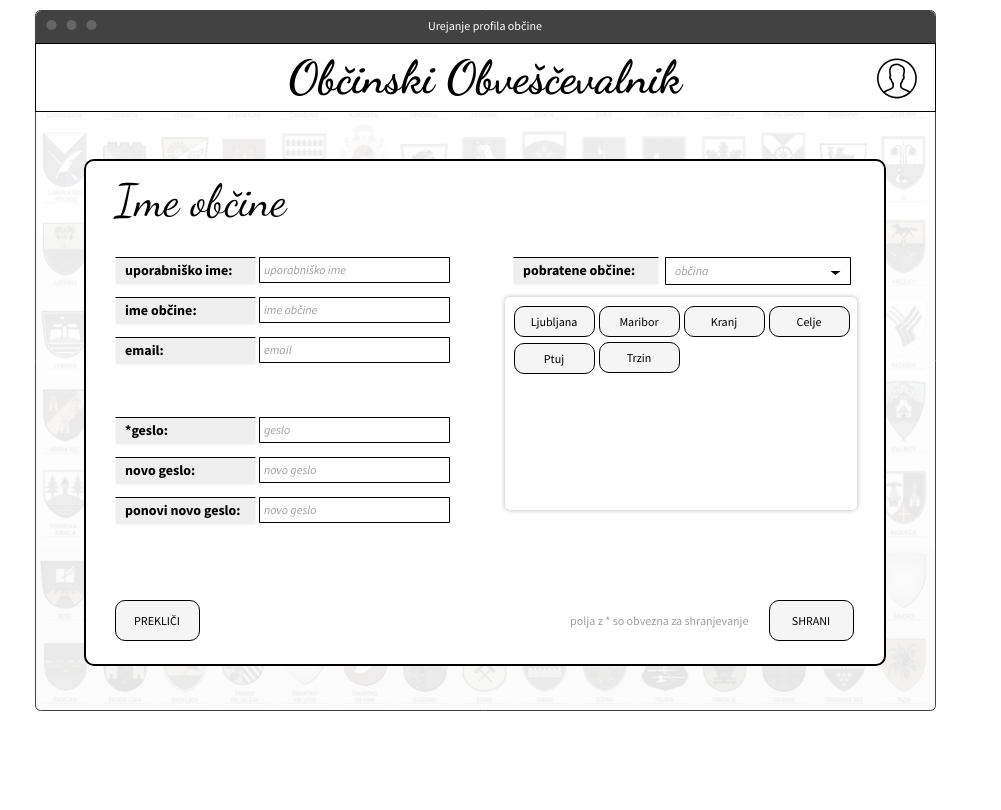 Urejanje profila občine
Občinski Obveščevalnik
Ime občine
uporabniško ime: uporabniško ime
ime občine: ime občine
email: email
*geslo: geslo
novo geslo: novo geslo
ponovi novo geslo: novo geslo
pobratene občine: občina
Ljubljana Maribor Kranj Celje
Ptuj Trzin
PREKLIČI
polja z * so obvezna za shranjevanje
SHRANI